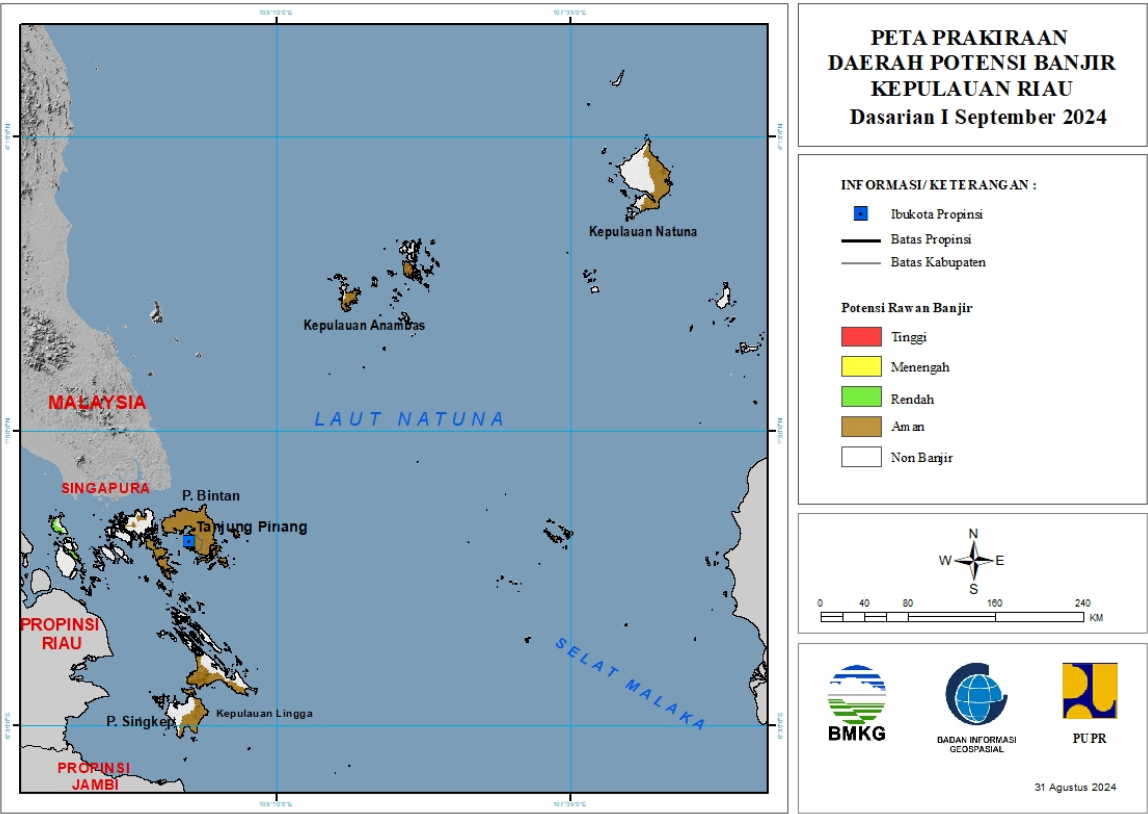 PETA PRAKIRAAN
DAERAH POTENSI BANJIR
KEPULAUAN RIAU
Dasarian I September 2024
INFORMASI/KETERANGAN :
Ibukota Propinsi
Batas Propinsi
Batas Kabupaten
Potensi Rawan Banjir
Tinggi
Menengah
Rendah
Aman
Non Banjir
N
W E
S
0 40 80 160 240
KM
BMKG
BADAN INFORMASI
GEOSPASIAL
PUPR
31 Agustus 2024
Kepulauan Natuna
Kepulauan Anambas
MALAYSIA
LAUT NATUNA
SINGAPURA
P. Bintan
Tanjung Pinang
PROPINSI
RIAU
SELAT MALAKA
P. Singkep
Kepulauan Lingga
PROPINSI
JAMBI